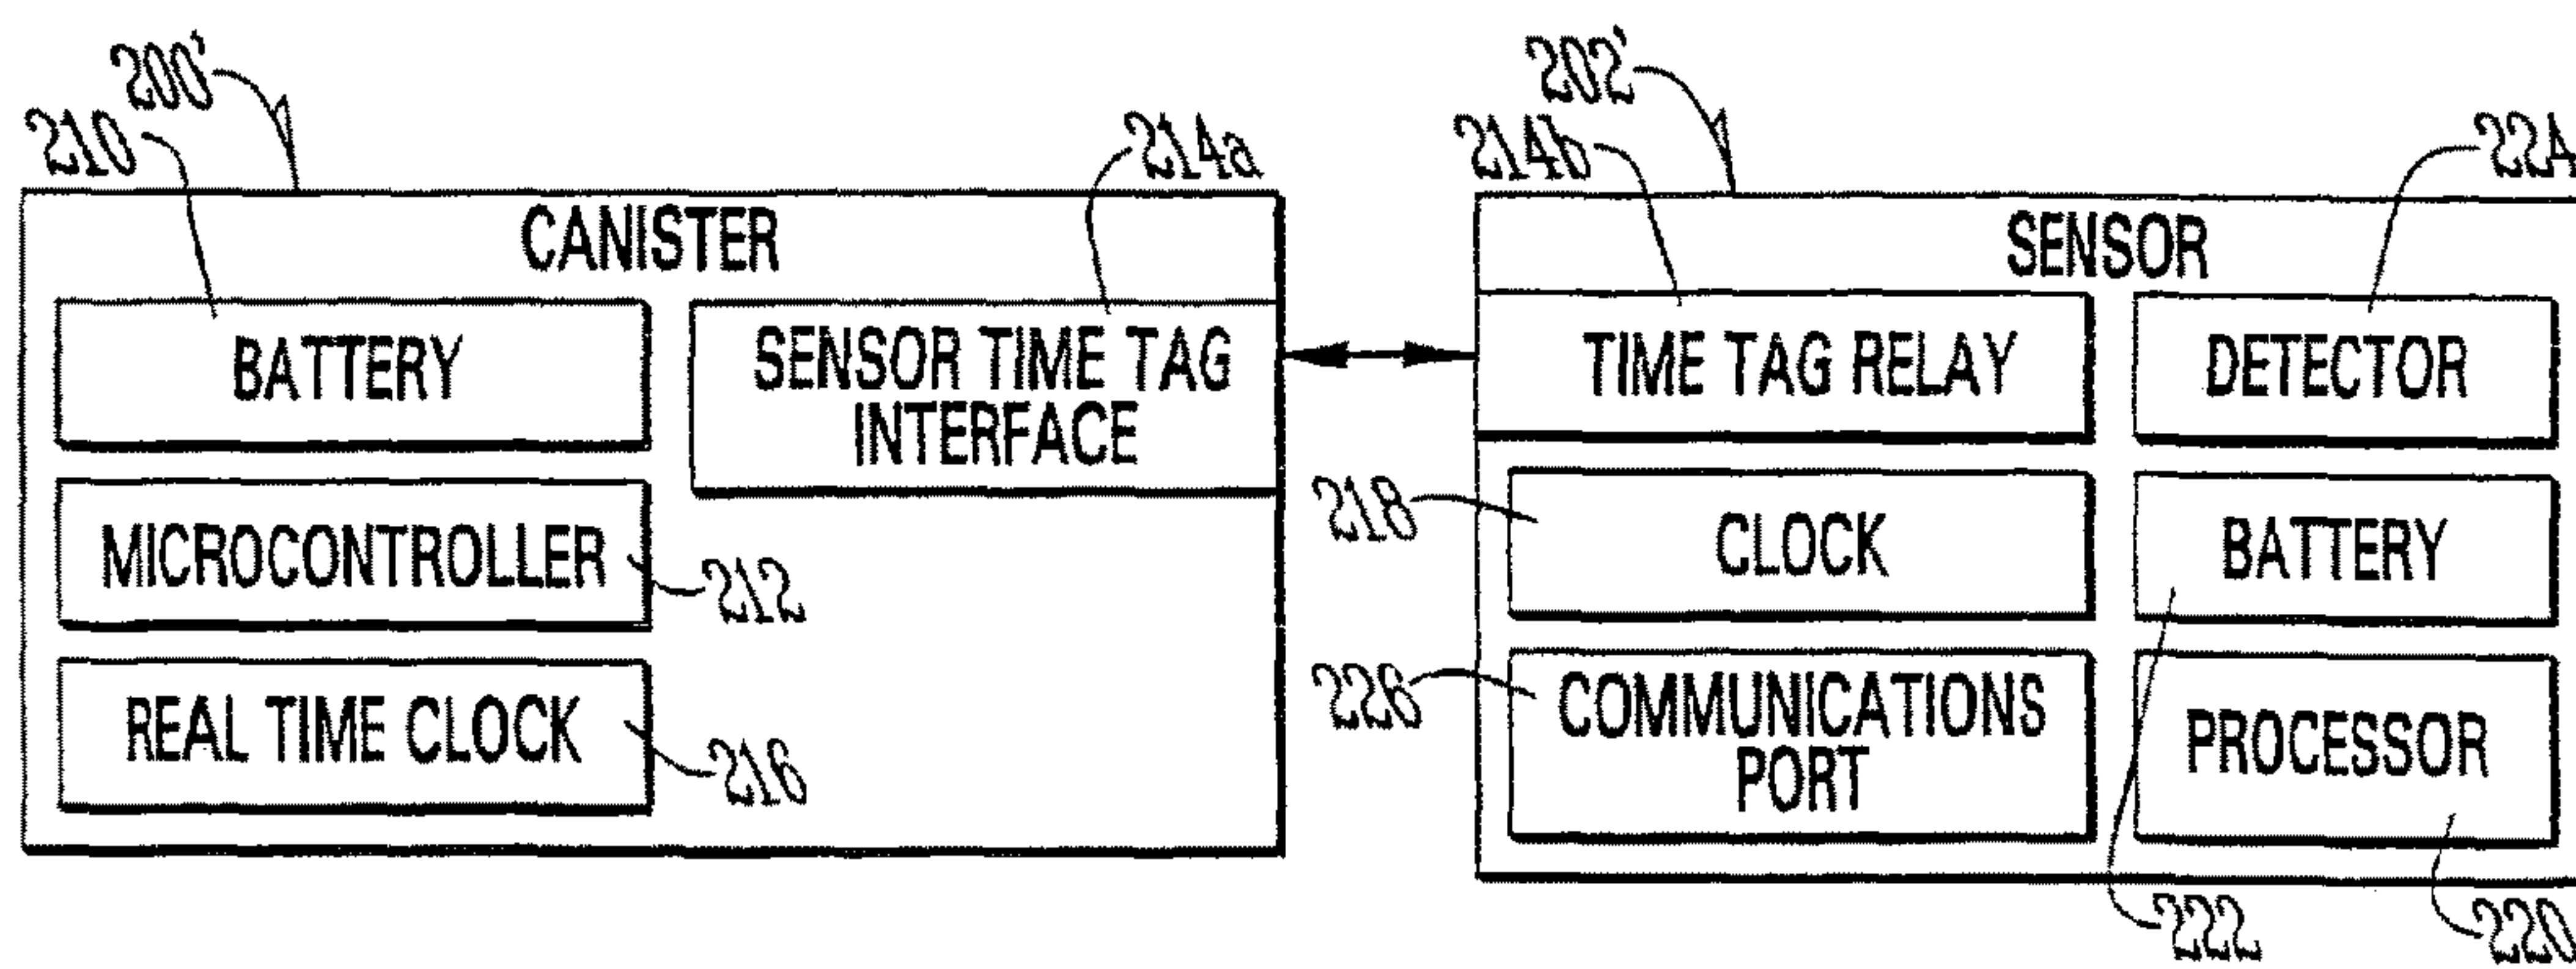 200'
202'
210
214a
214b
224
CANISTER
SENSOR
BATTERY
SENSOR TIME TAG
INTERFACE
TIME TAG RELAY
DETECTOR
MICROCONTROLLER
212
218
CLOCK
BATTERY
REAL TIME CLOCK
216
226
COMMUNICATIONS
PORT
PROCESSOR
222
220